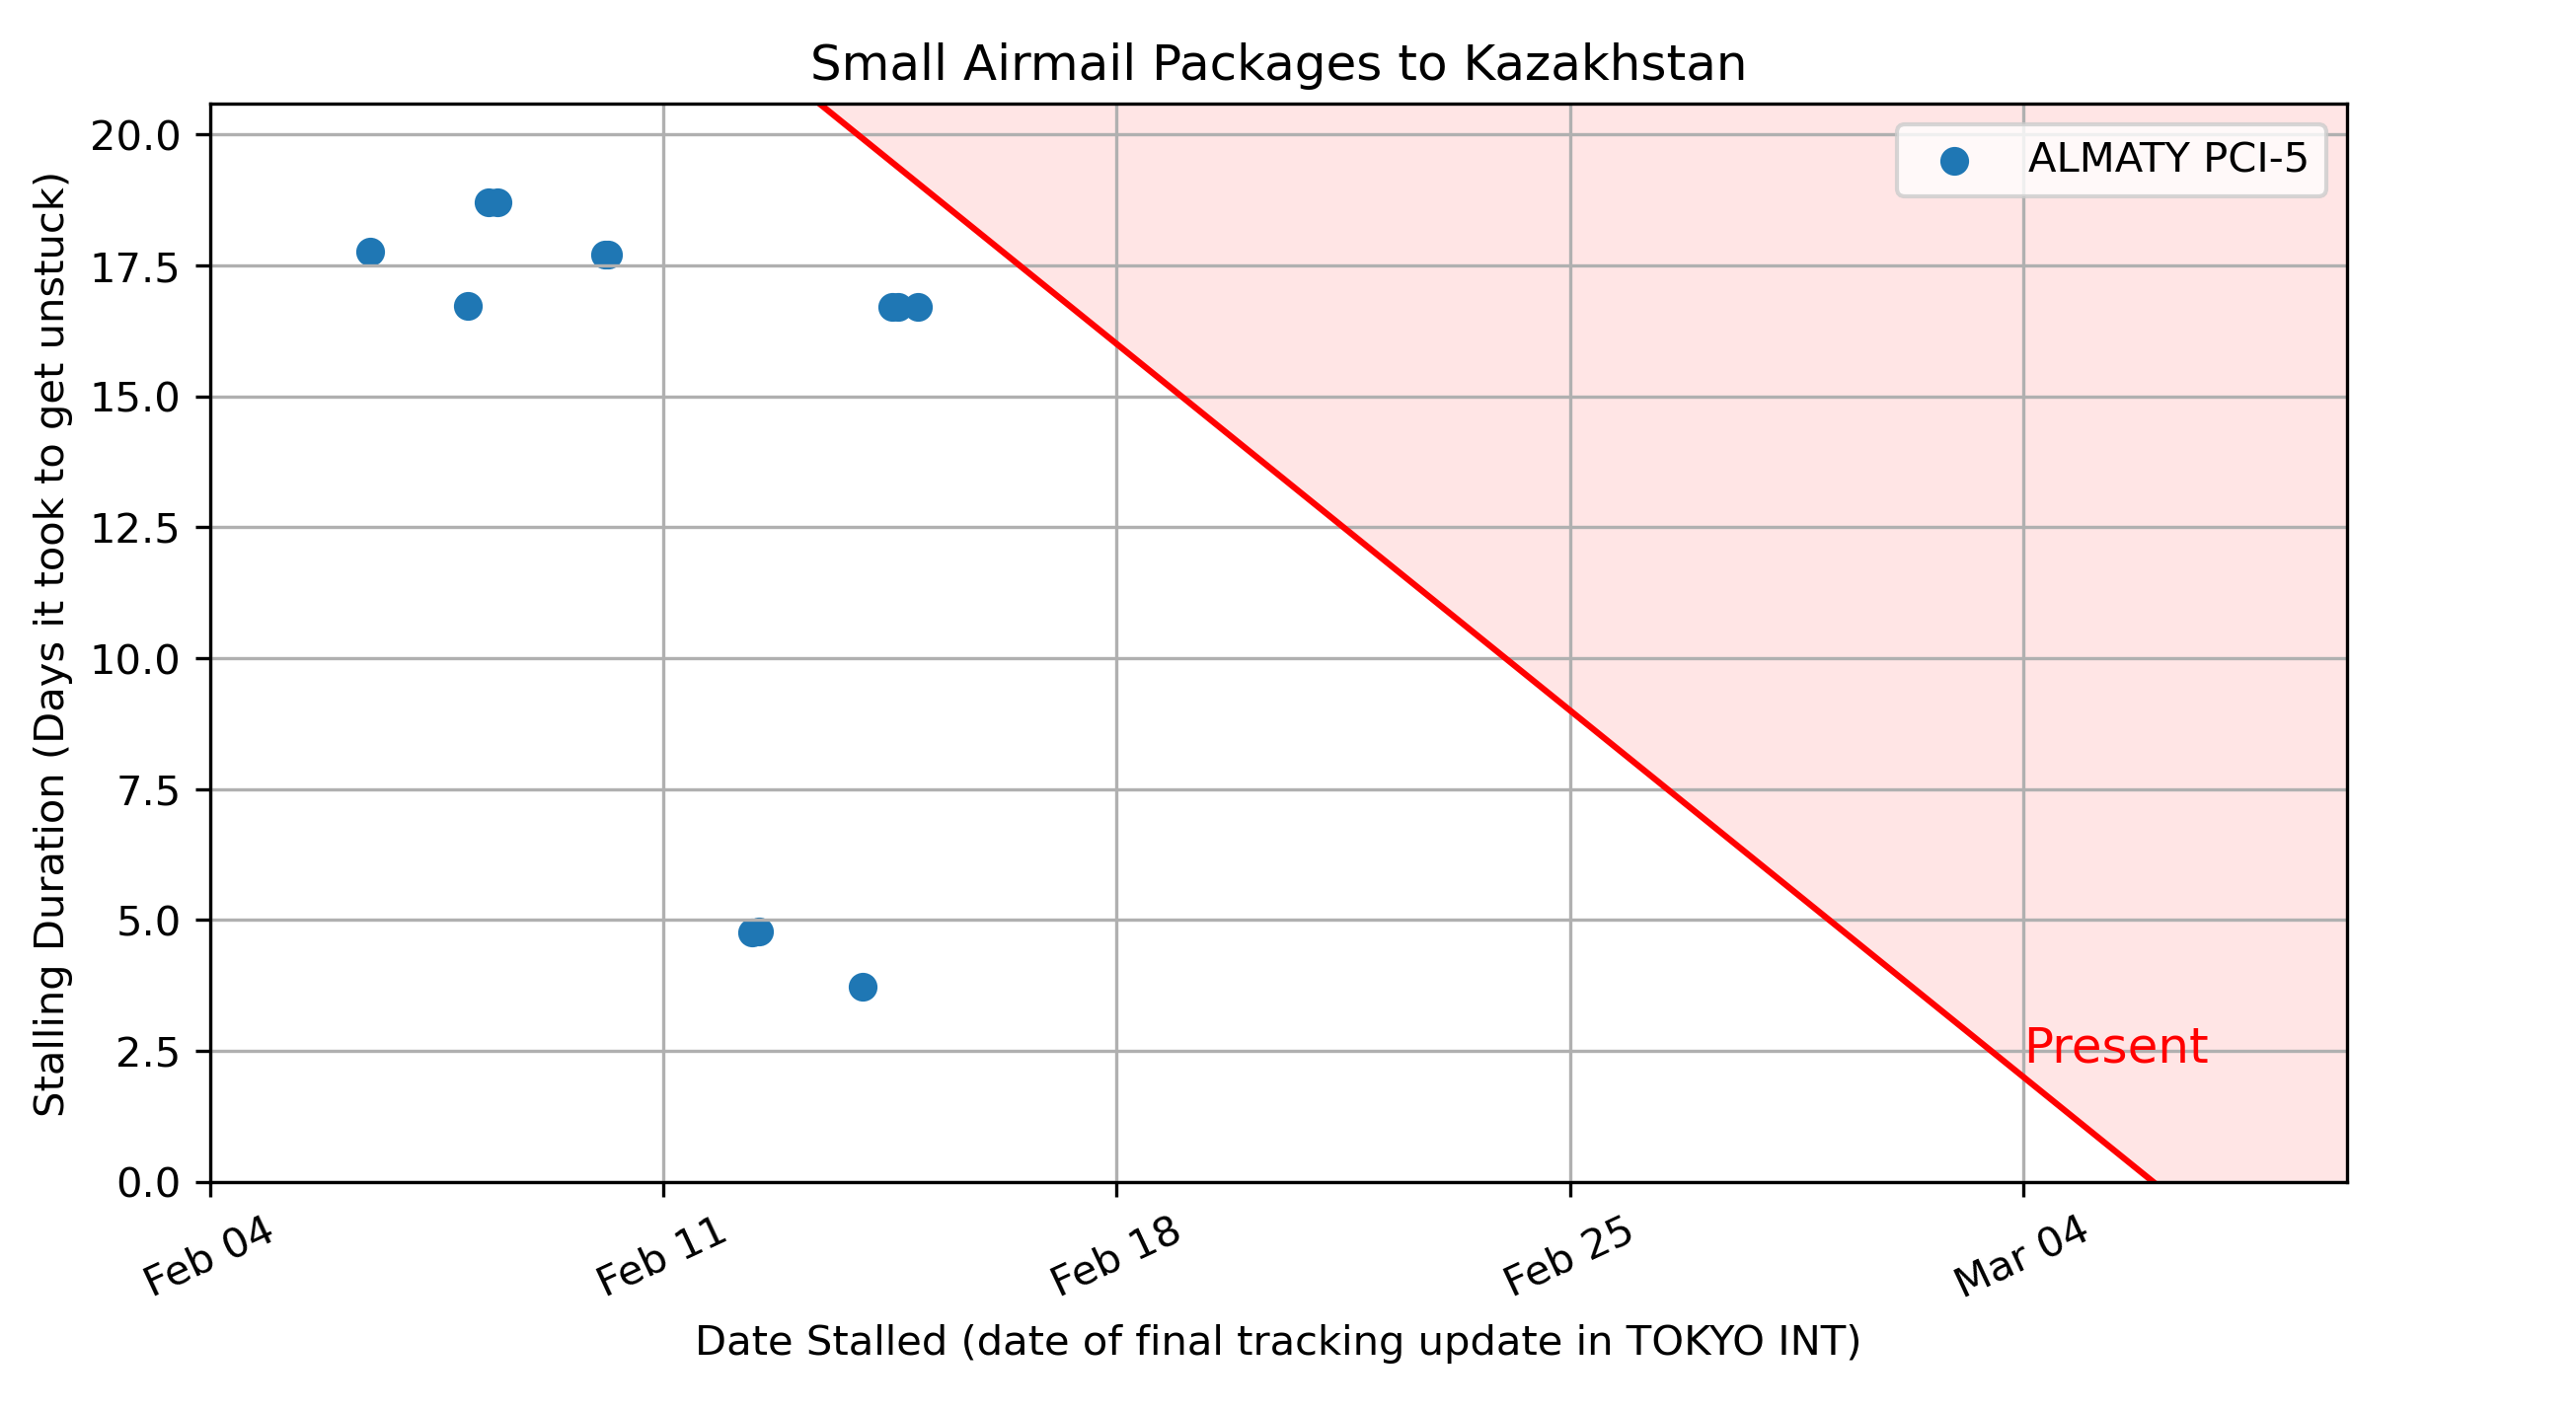 Small Airmail Packages to Kazakhstan
ALMATY PCI-5
Stalling Duration (Days it took to get unstuck)
20.0
17.5
15.0
12.5
10.0
7.5
5.0
2.5
0.0
Present
Feb 04
Feb 11
Feb 18
Feb 25
Mar 04
Date Stalled (date of final tracking update in TOKYO INT)